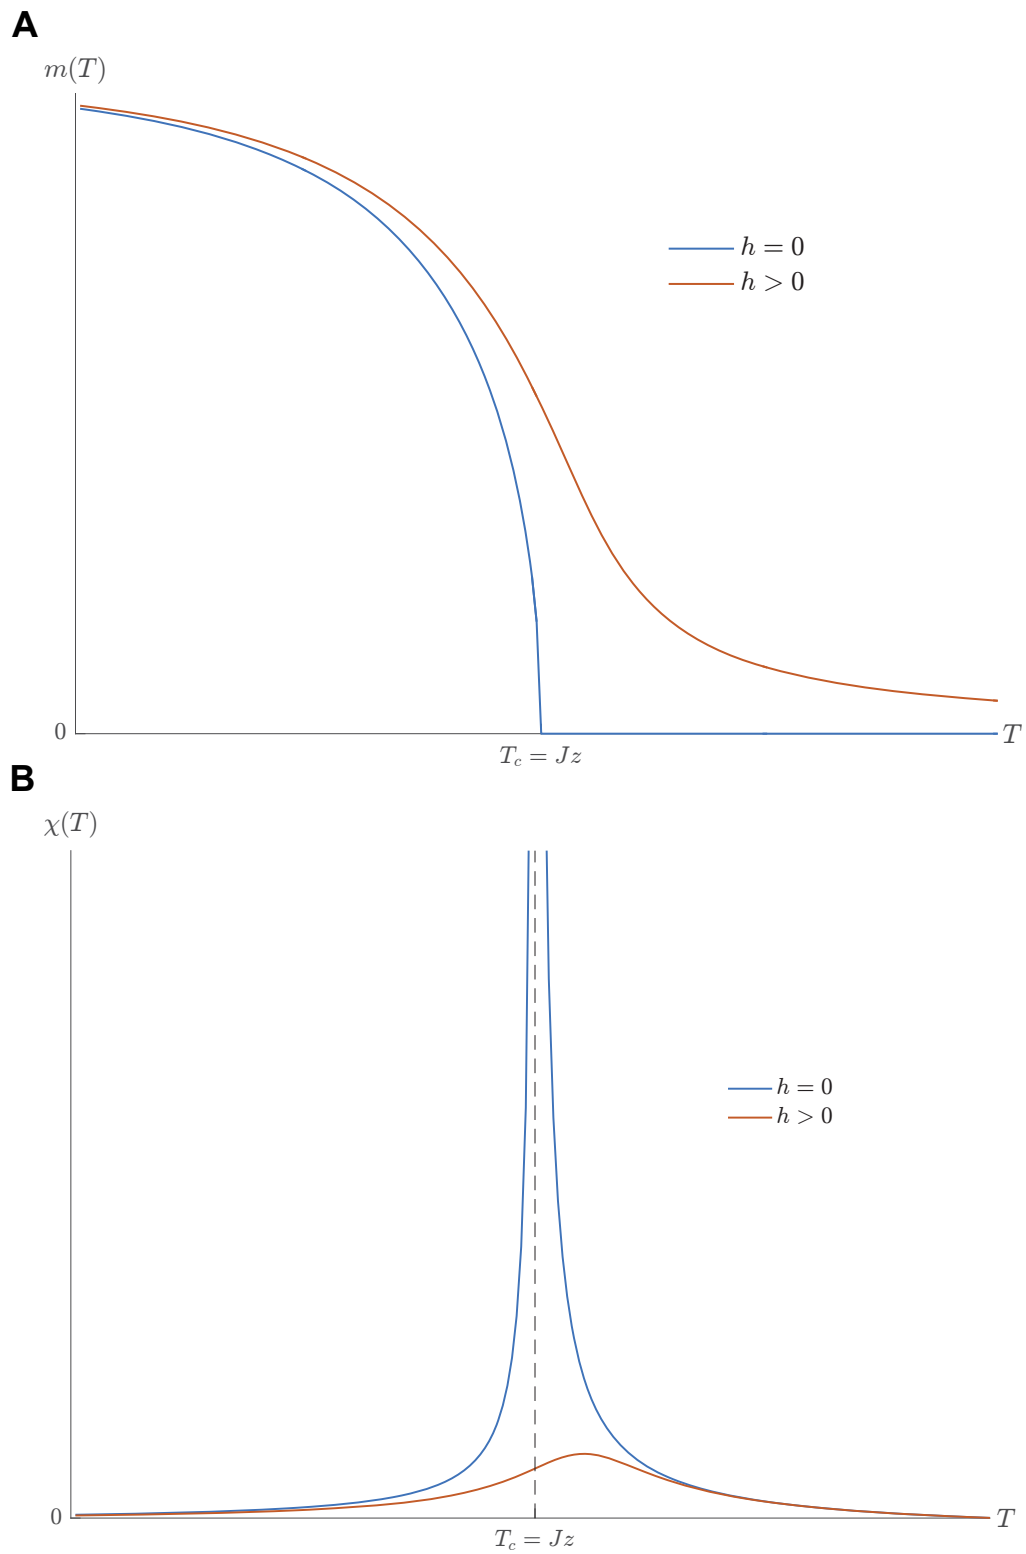 A
m(T)
h = 0
h > 0
0
T
T_c = Jz
B
χ(T)
h = 0
h > 0
0
T
T_c = Jz